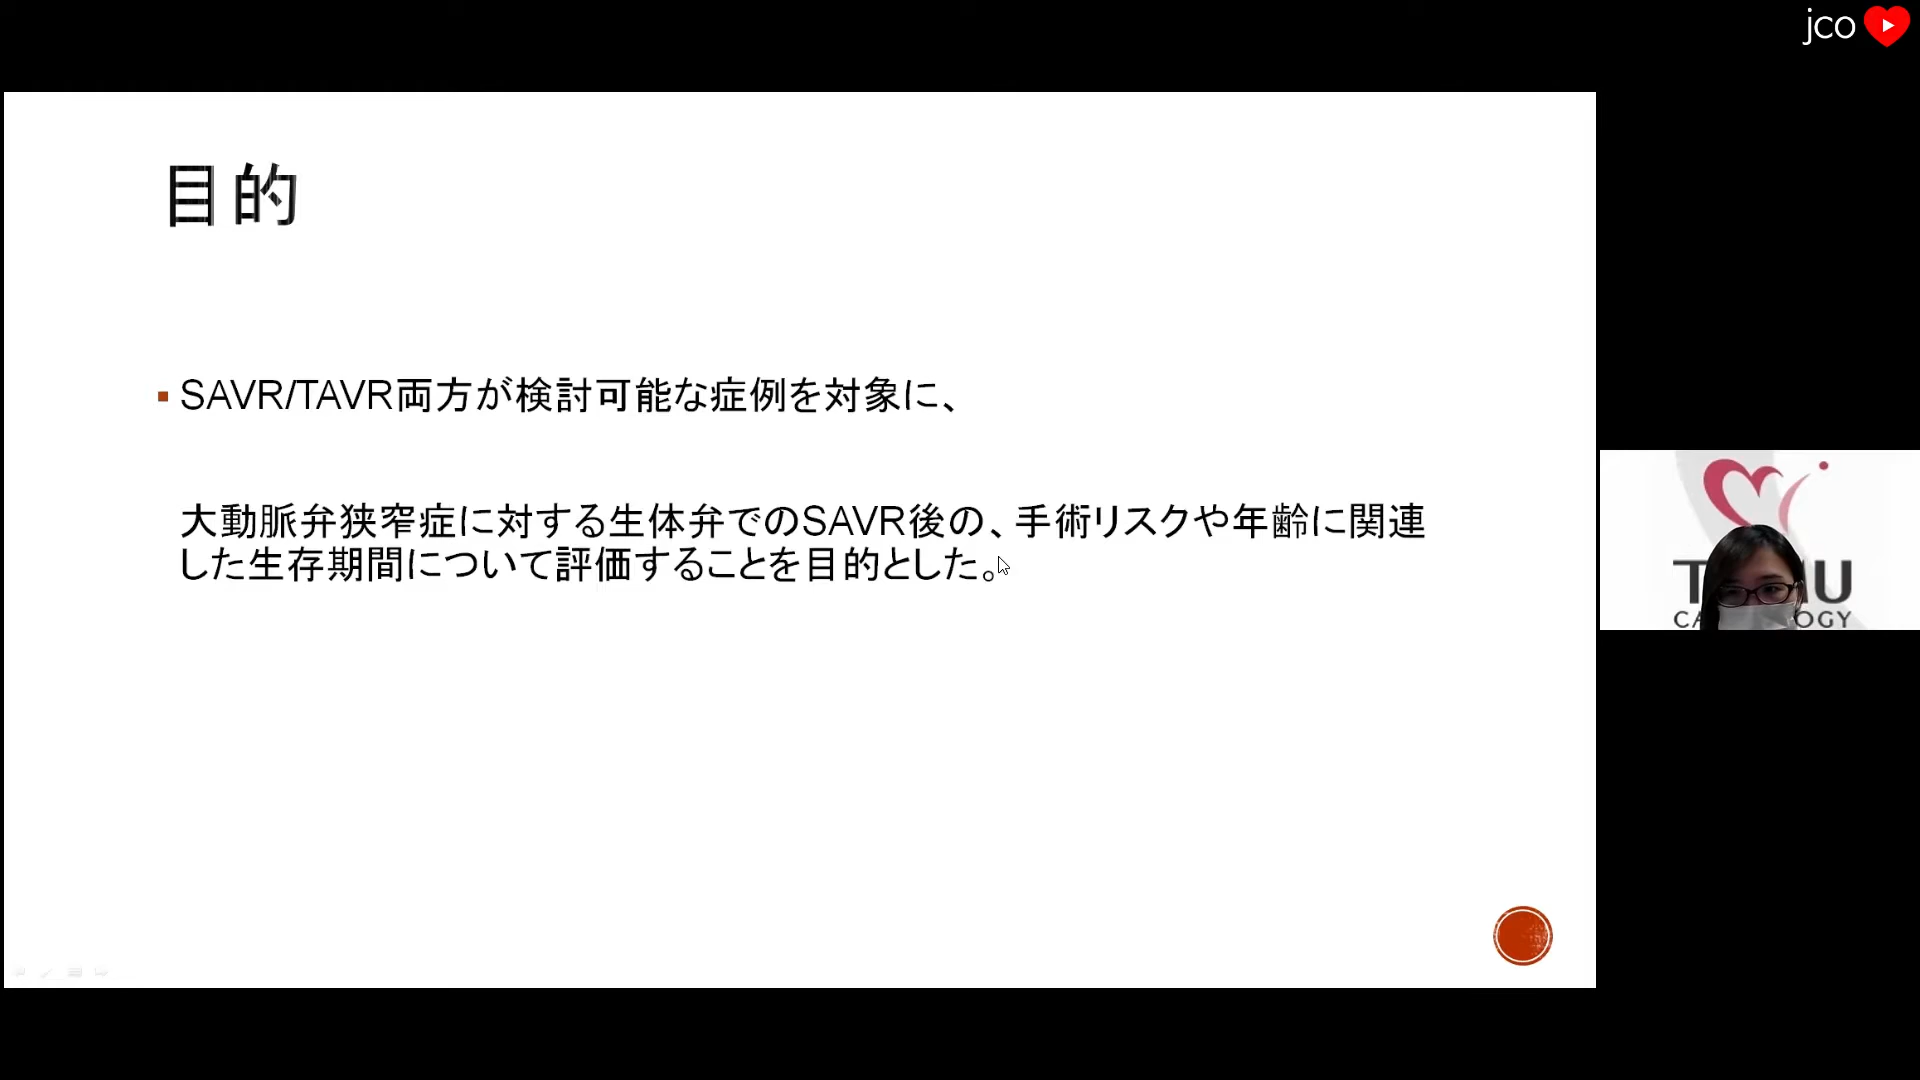 jco
目的
SAVR/TAVR両方が検討可能な症例を対象に、
大動脈弁狭窄症に対する生体弁でのSAVR後の、手術リスクや年齢に関連
した生存期間について評価することを目的とした。